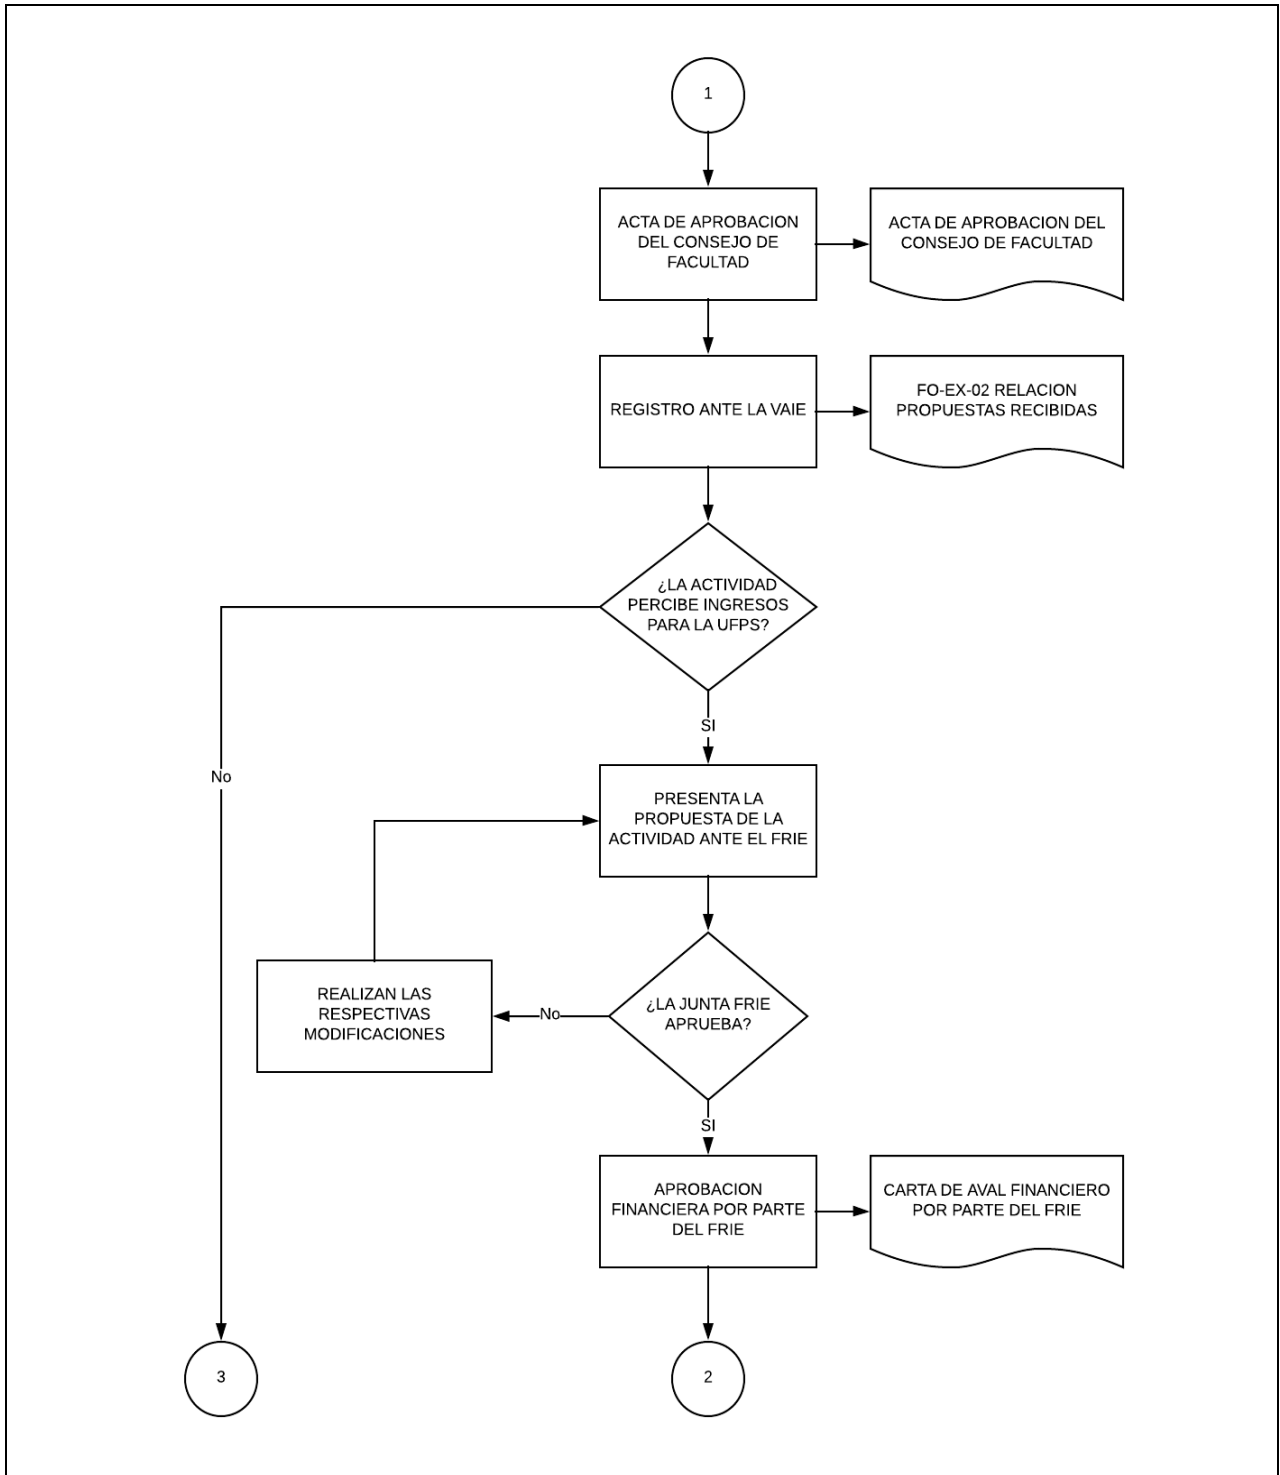 1
ACTA DE APROBACION
DEL CONSEJO DE
FACULTAD
ACTA DE APROBACION DEL
CONSEJO DE FACULTAD
REGISTRO ANTE LA VAIE
FO-EX-02 RELACION
PROPUESTAS RECIBIDAS
¿LA ACTIVIDAD
PERCIBE INGRESOS
PARA LA UFPS?
SI
No
PRESENTA LA
PROPUESTA DE LA
ACTIVIDAD ANTE EL FRIE
REALIZAN LAS
RESPECTIVAS
MODIFICACIONES
No
¿LA JUNTA FRIE
APRUEBA?
SI
APROBACION
FINANCIERA POR PARTE
DEL FRIE
CARTA DE AVAL FINANCIERO
POR PARTE DEL FRIE
3
2